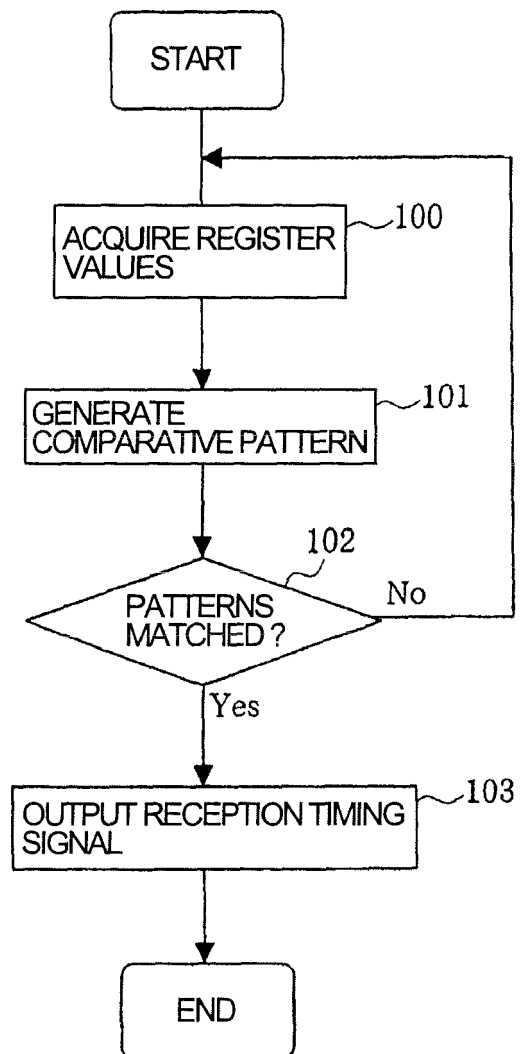 START
ACQUIRE REGISTER
VALUES
100
GENERATE
COMPARATIVE PATTERN
101
PATTERNS
MATCHED ?
102
No
Yes
OUTPUT RECEPTION TIMING
SIGNAL
103
END